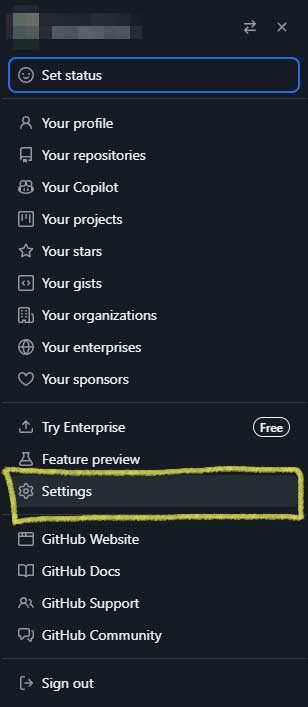 Set status
Your profile
Your repositories
Your Copilot
Your projects
Your stars
Your gists
Your organizations
Your enterprises
Your sponsors
Try Enterprise Free
Feature preview
Settings
GitHub Website
GitHub Docs
GitHub Support
GitHub Community
Sign out